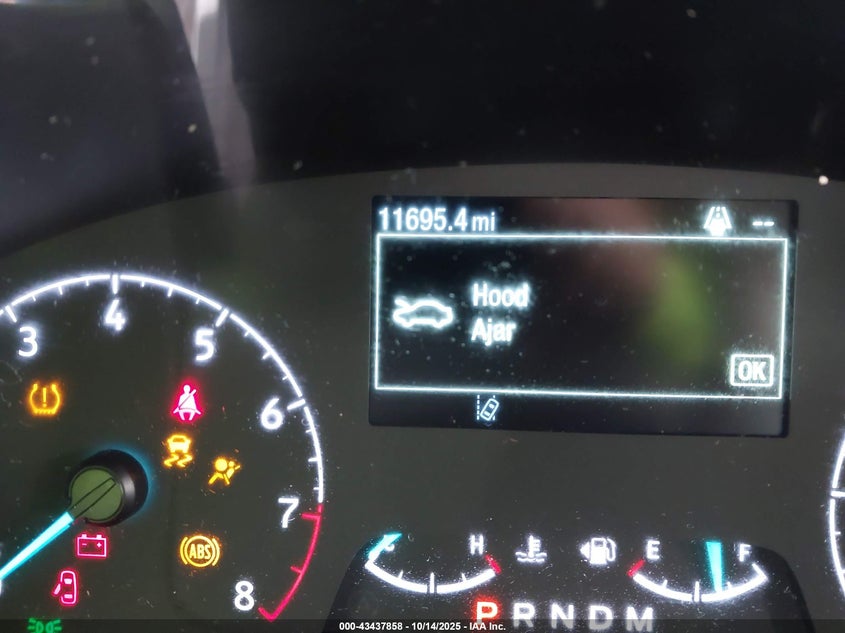 11695.4 mi --
Hood
Ajar
OK
3 4 5 6 7 8
ABS
C H E F
P R N D M
000-43437858 - 10/14/2025 - IAA Inc.